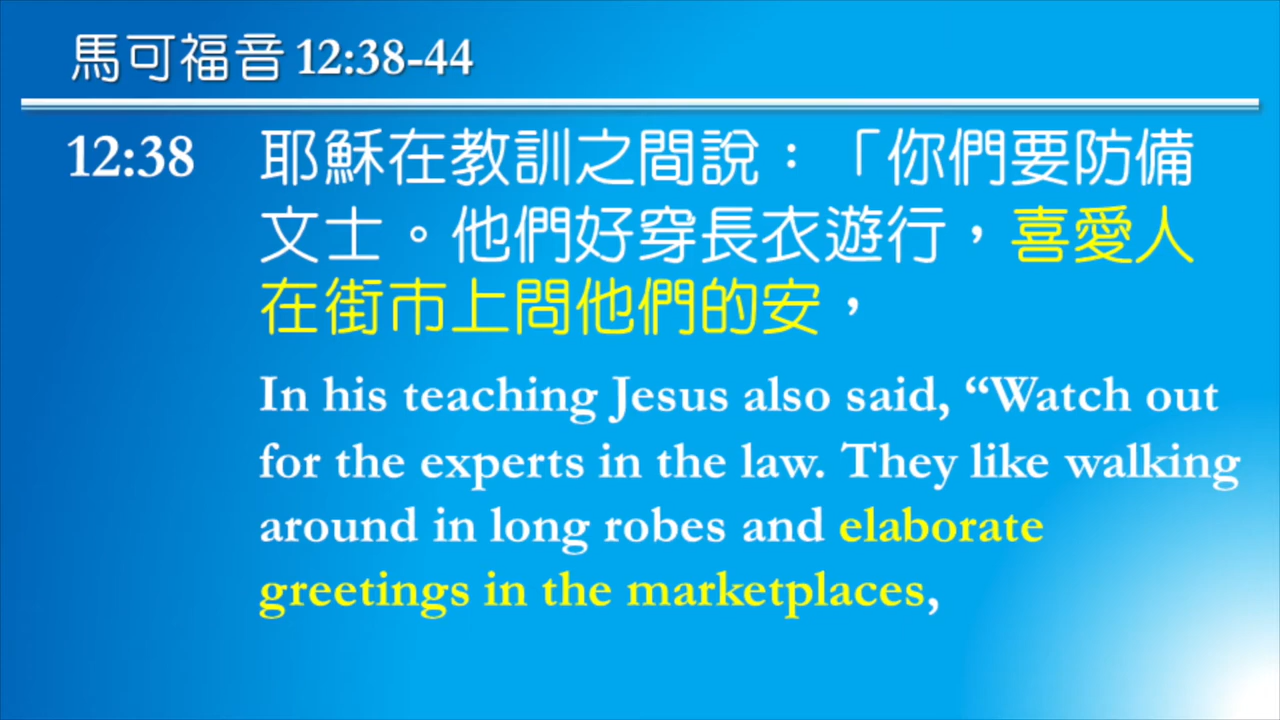 馬可福音 12:38-44
12:38 耶穌在教訓之間說：「你們要防備
文士。他們好穿長衣遊行，喜愛人
在街市上問他們的安，
In his teaching Jesus also said, “Watch out
for the experts in the law. They like walking
around in long robes and elaborate
greetings in the marketplaces,